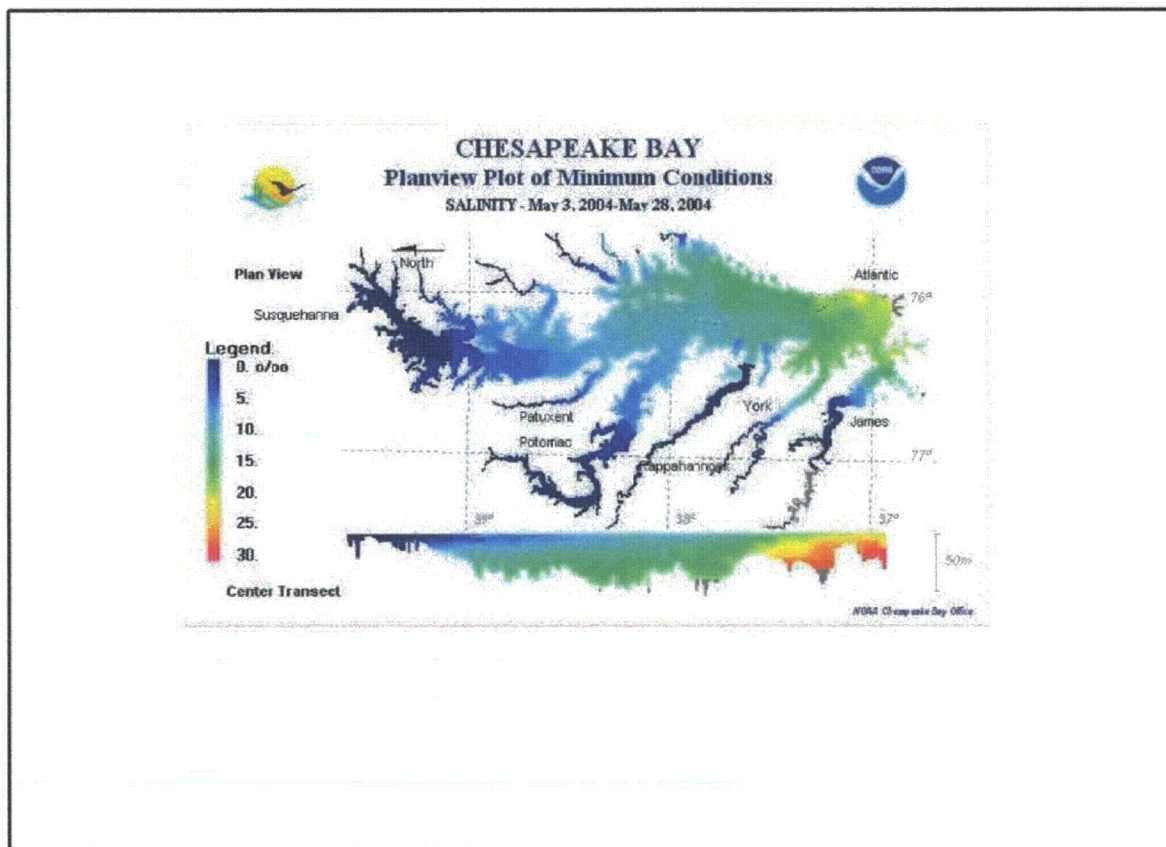 CHESAPEAKE BAY
Planview Plot of Minimum Conditions
SALINITY - May 3, 2004-May 28, 2004
NOAA
Plan View
North
Atlantic
76°
Susquehanna
Legend:
0. o/oo
5.
10.
15.
20.
25.
30.
Patuxent
York
James
Potomac
Rappahannock
77°
39°
38°
37°
50m
Center Transect
NOAA Chesapeake Bay Office